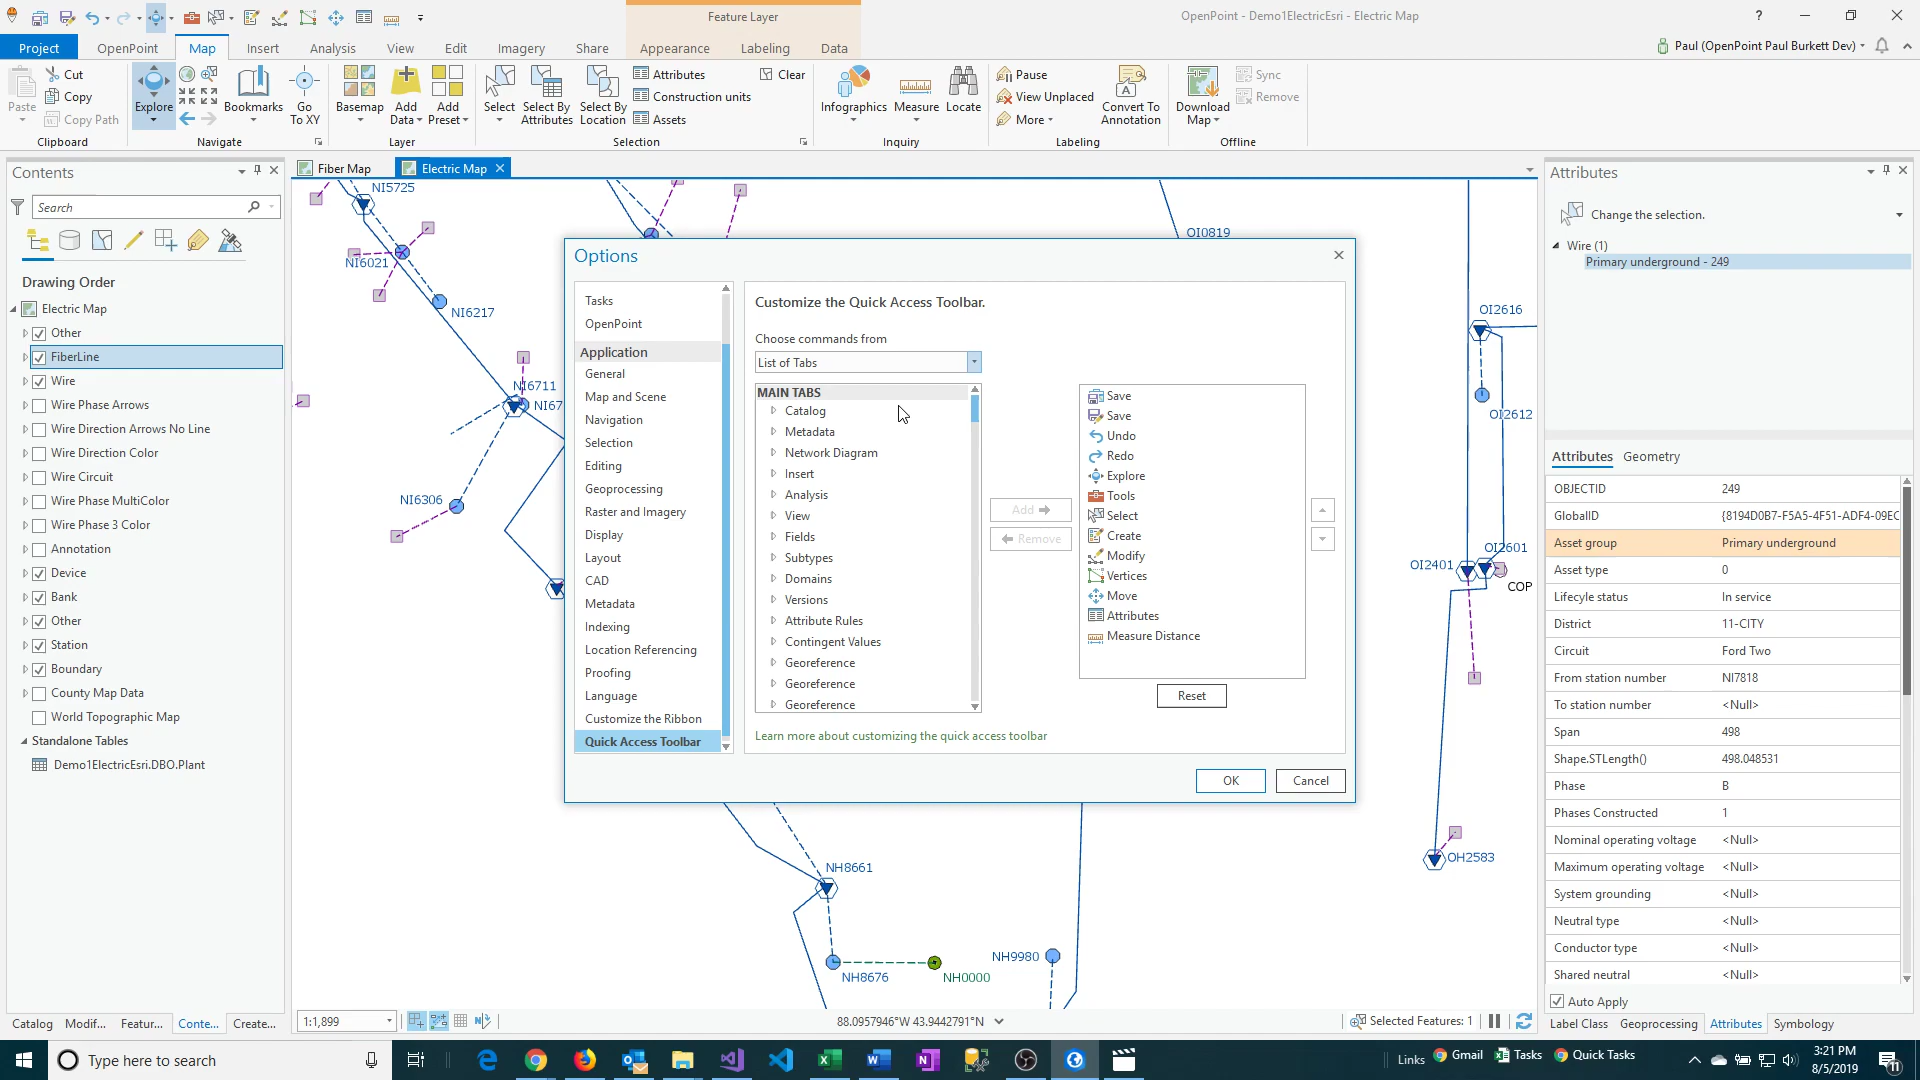 Feature Layer
OpenPoint - Demo1ElectricEsri - Electric Map
?
Project
OpenPoint
Map
Insert
Analysis
View
Edit
Imagery
Share
Appearance
Labeling
Data
Paul (OpenPoint Paul Burkett Dev)
Paste
Cut
Copy
Copy Path
Clipboard
Explore
Bookmarks
Go To XY
Navigate
Basemap
Add Data
Add Preset
Layer
Select
Select By Attributes
Select By Location
Attributes
Construction units
Assets
Clear
Selection
Infographics
Measure
Locate
Inquiry
Pause
View Unplaced
More
Convert To Annotation
Labeling
Download Map
Sync
Remove
Offline
Contents
Search
Drawing Order
Electric Map
Other
FiberLine
Wire
Wire Phase Arrows
Wire Direction Arrows No Line
Wire Direction Color
Wire Circuit
Wire Phase MultiColor
Wire Phase 3 Color
Annotation
Device
Bank
Other
Station
Boundary
County Map Data
World Topographic Map
Standalone Tables
Demo1ElectricEsri.DBO.Plant
Catalog
Modif...
Featur...
Conte...
Create...
Fiber Map
Electric Map
NI5725
NI6021
NI6217
NI6711
NI67
NI6306
OI0819
OI2616
OI2612
OI2601
OI2401
COP
OH2583
NH8661
NH8676
NH0000
NH9980
Options
Tasks
OpenPoint
Application
General
Map and Scene
Navigation
Selection
Editing
Geoprocessing
Raster and Imagery
Display
Layout
CAD
Metadata
Indexing
Location Referencing
Proofing
Language
Customize the Ribbon
Quick Access Toolbar
Customize the Quick Access Toolbar.
Choose commands from
List of Tabs
MAIN TABS
Catalog
Metadata
Network Diagram
Insert
Analysis
View
Fields
Subtypes
Domains
Versions
Attribute Rules
Contingent Values
Georeference
Georeference
Georeference
Add
Remove
Save
Save
Undo
Redo
Explore
Tools
Select
Create
Modify
Vertices
Move
Attributes
Measure Distance
Reset
Learn more about customizing the quick access toolbar
OK
Cancel
1:1,899
88.0957946°W 43.9442791°N
Selected Features: 1
Attributes
Change the selection.
Wire (1)
Primary underground - 249
Attributes
Geometry
OBJECTID 249
GlobalID {8194D0B7-F5A5-4F51-ADF4-09EC
Asset group Primary underground
Asset type 0
Lifecyle status In service
District 11-CITY
Circuit Ford Two
From station number NI7818
To station number <Null>
Span 498
Shape.STLength() 498.048531
Phase B
Phases Constructed 1
Nominal operating voltage <Null>
Maximum operating voltage <Null>
System grounding <Null>
Neutral type <Null>
Conductor type <Null>
Shared neutral <Null>
Auto Apply
Label Class
Geoprocessing
Attributes
Symbology
Type here to search
Links
Gmail
Tasks
Quick Tasks
3:21 PM
8/5/2019
11